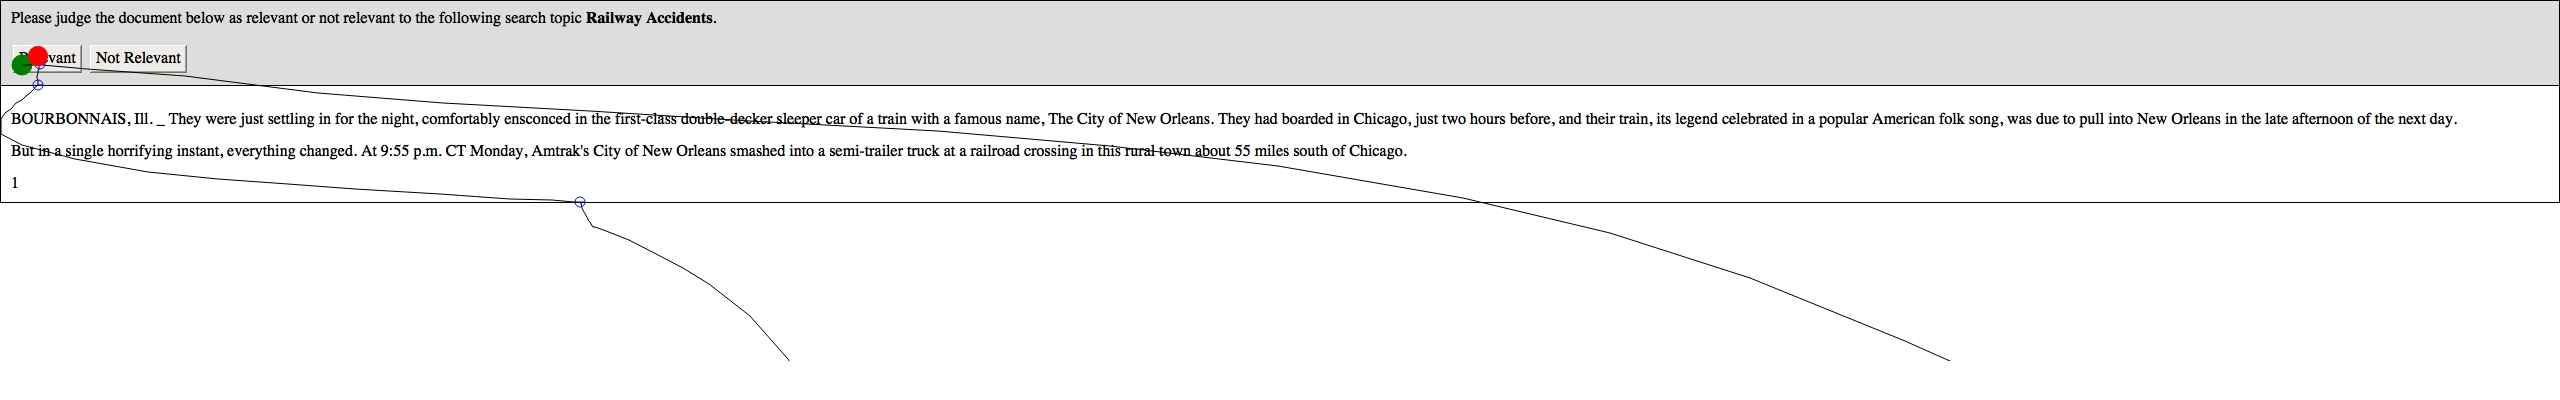 Please judge the document below as relevant or not relevant to the following search topic Railway Accidents.
Not Relevant
BOURBONNAIS, Ill. _ They were just settling in for the night, comfortably ensconced in the first-class double-decker sleeper car of a train with a famous name, The City of New Orleans. They had boarded in Chicago, just two hours before, and their train, its legend celebrated in a popular American folk song, was due to pull into New Orleans in the late afternoon of the next day.
But in a single horrifying instant, everything changed. At 9:55 p.m. CT Monday, Amtrak's City of New Orleans smashed into a semi-trailer truck at a railroad crossing in this rural town about 55 miles south of Chicago.
1